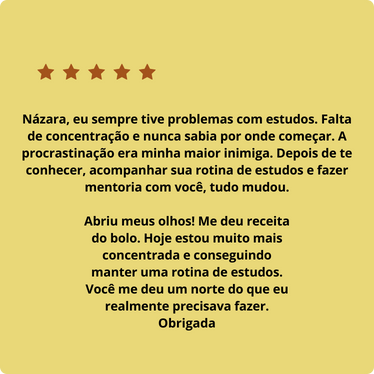 Názara, eu sempre tive problemas com estudos. Falta
de concentração e nunca sabia por onde começar. A
procrastinação era minha maior inimiga. Depois de te
conhecer, acompanhar sua rotina de estudos e fazer
mentoria com você, tudo mudou.
Abriu meus olhos! Me deu receita
do bolo. Hoje estou muito mais
concentrada e conseguindo
manter uma rotina de estudos.
Você me deu um norte do que eu
realmente precisava fazer.
Obrigada